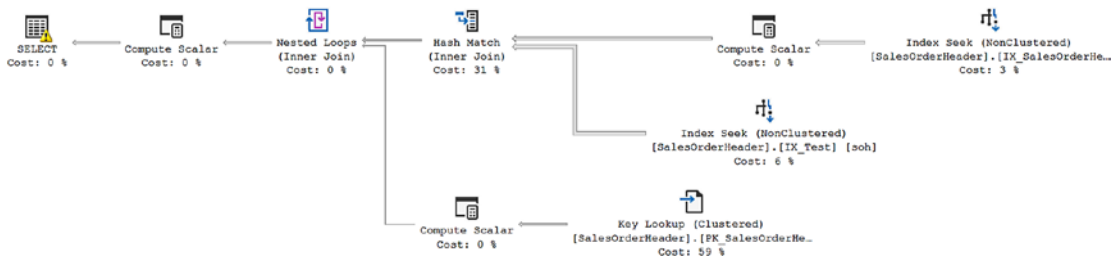 SELECT
Cost: 0 %
Compute Scalar
Cost: 0 %
Nested Loops
(Inner Join)
Cost: 0 %
Hash Match
(Inner Join)
Cost: 31 %
Compute Scalar
Cost: 0 %
Index Seek (NonClustered)
[SalesOrderHeader].[IX_SalesOrderHe…
Cost: 3 %
Index Seek (NonClustered)
[SalesOrderHeader].[IX_Test] [soh]
Cost: 6 %
Compute Scalar
Cost: 0 %
Key Lookup (Clustered)
[SalesOrderHeader].[PK_SalesOrderHe…
Cost: 59 %